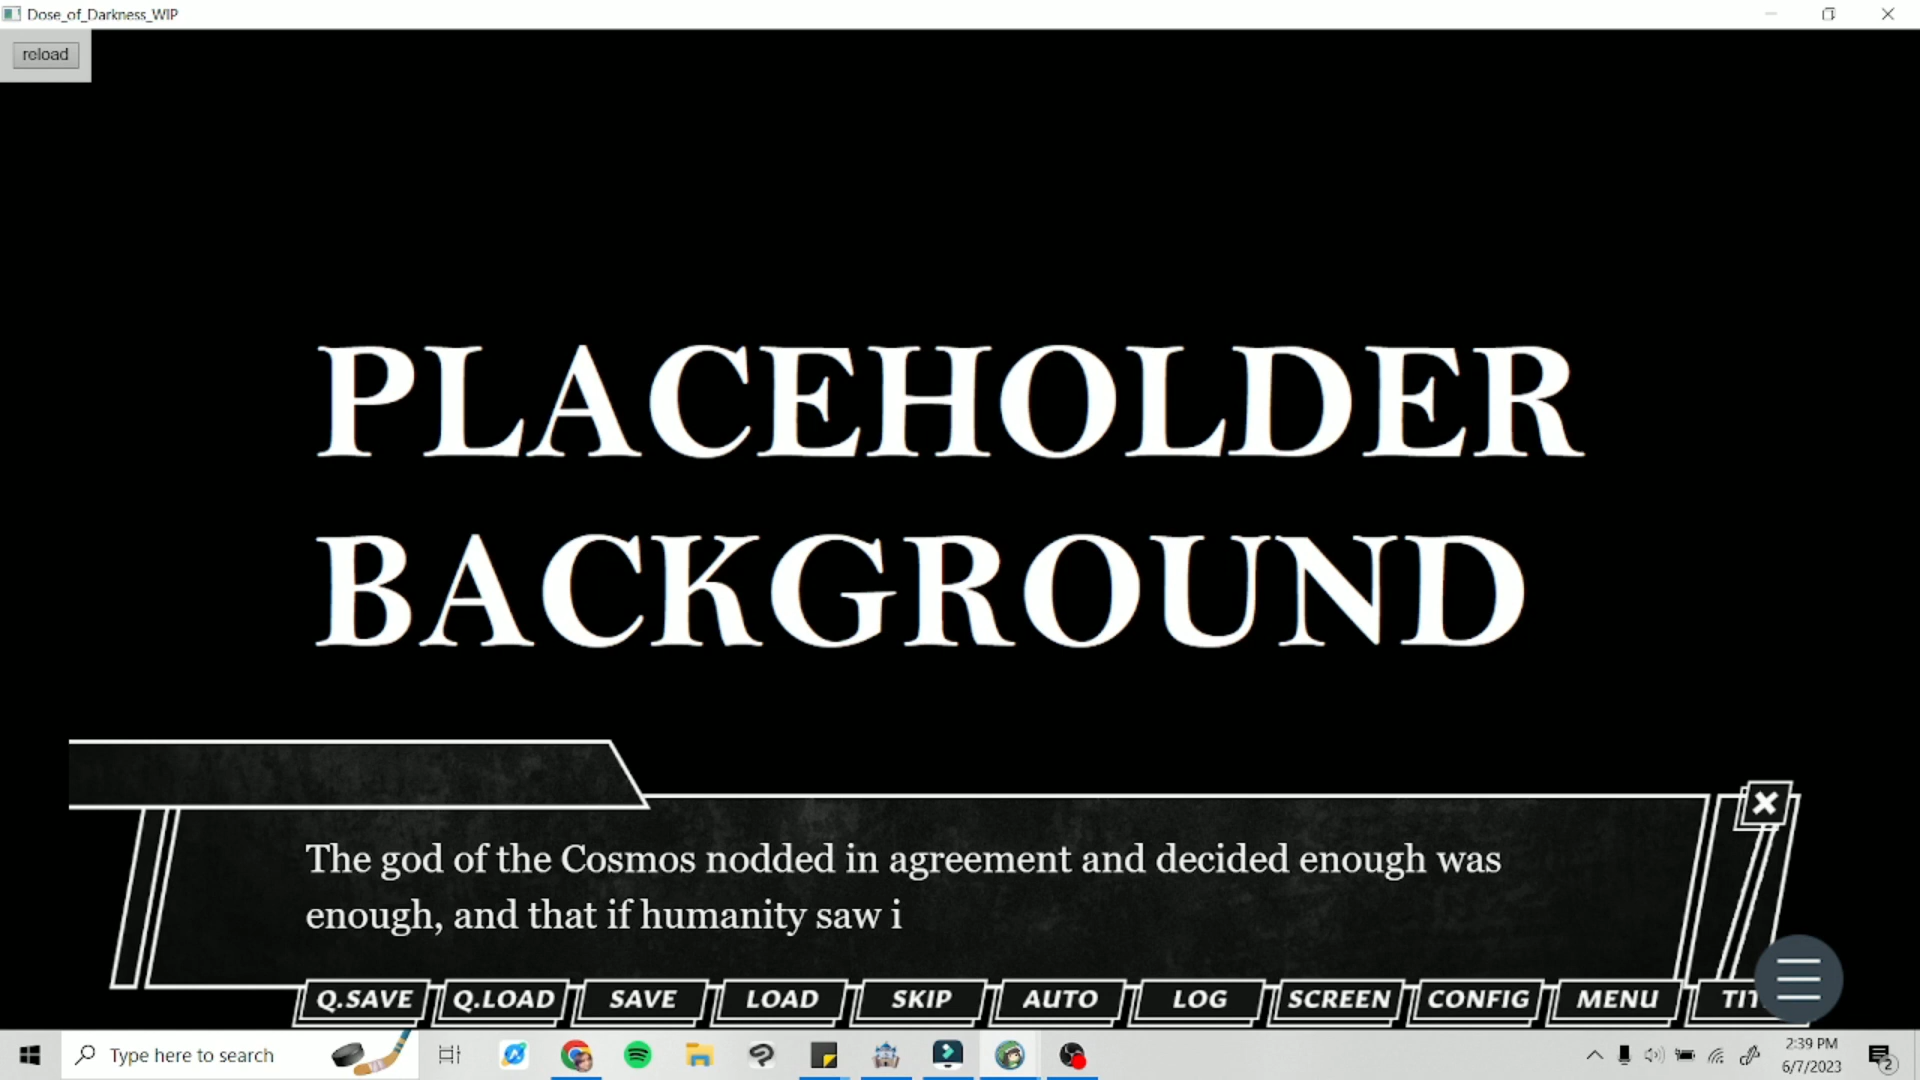 Dose_of_Darkness_WIP
reload
PLACEHOLDER
BACKGROUND
The god of the Cosmos nodded in agreement and decided enough was
enough, and that if humanity saw i
Q.SAVE Q.LOAD SAVE LOAD SKIP AUTO LOG SCREEN CONFIG MENU TIT
Type here to search
2:39 PM
6/7/2023
2